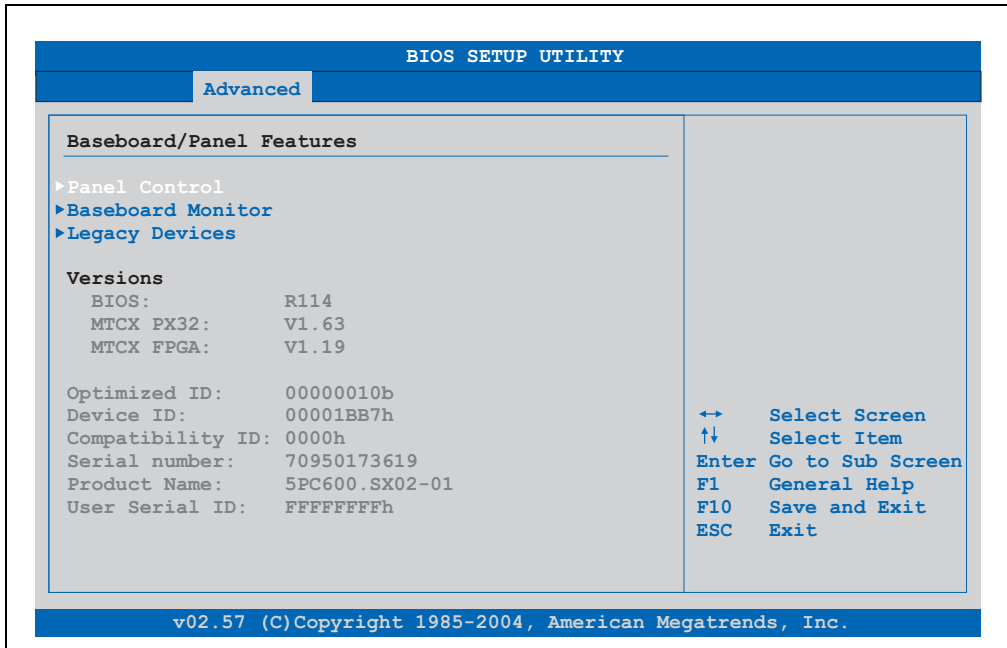 BIOS SETUP UTILITY
Advanced
Baseboard/Panel Features
Panel Control
Baseboard Monitor
Legacy Devices
Versions
BIOS: R114
MTCX PX32: V1.63
MTCX FPGA: V1.19
Optimized ID: 00000010b
Device ID: 00001BB7h
Compatibility ID: 0000h
Serial number: 70950173619
Product Name: 5PC600.SX02-01
User Serial ID: FFFFFFFFh
↔ Select Screen
↑↓ Select Item
Enter Go to Sub Screen
F1 General Help
F10 Save and Exit
ESC Exit
v02.57 (C)Copyright 1985-2004, American Megatrends, Inc.